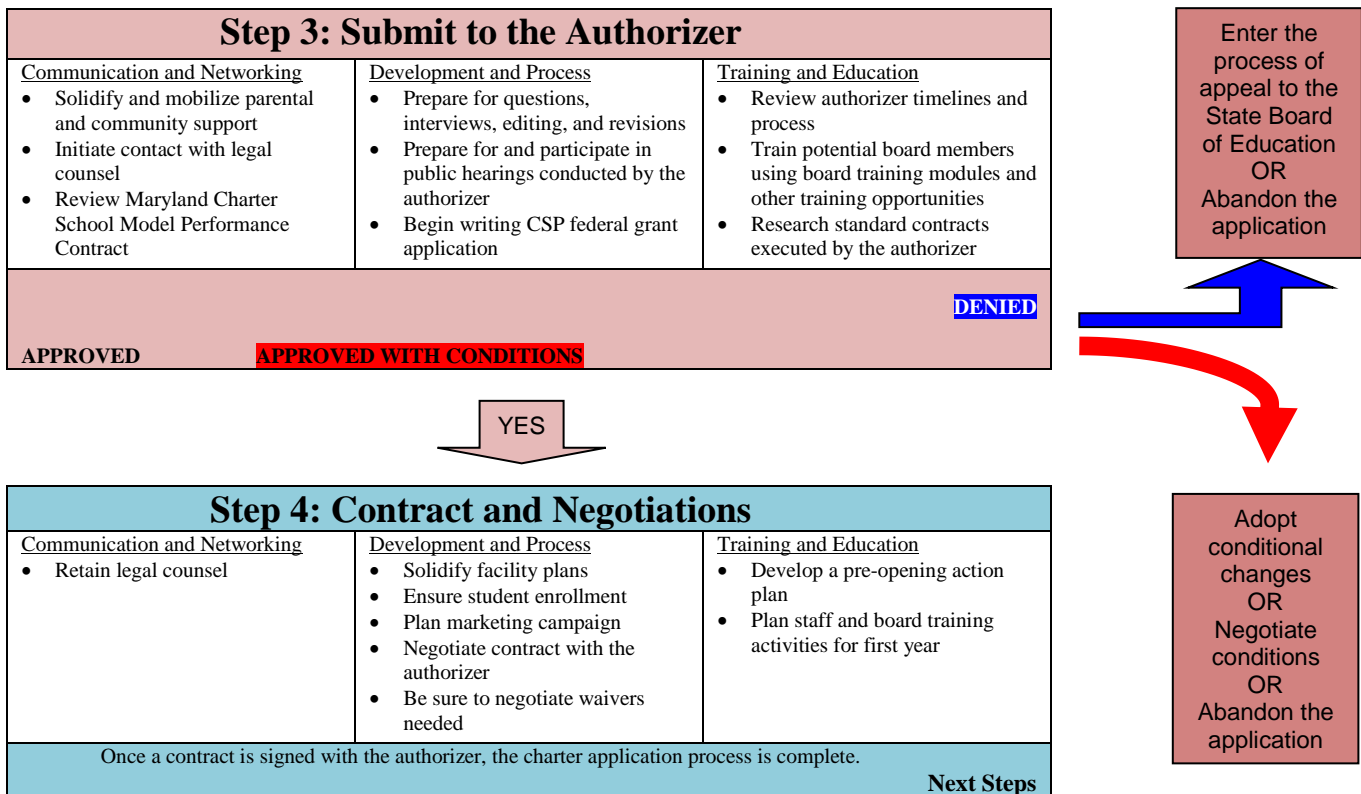 Step 3: Submit to the Authorizer
Communication and Networking
• Solidify and mobilize parental
and community support
• Initiate contact with legal
counsel
• Review Maryland Charter
School Model Performance
Contract
Development and Process
• Prepare for questions,
interviews, editing, and revisions
• Prepare for and participate in
public hearings conducted by the
authorizer
• Begin writing CSP federal grant
application
Training and Education
• Review authorizer timelines and
process
• Train potential board members
using board training modules and
other training opportunities
• Research standard contracts
executed by the authorizer
DENIED
APPROVED APPROVED WITH CONDITIONS
Enter the
process of
appeal to the
State Board
of Education
OR
Abandon the
application
YES
Step 4: Contract and Negotiations
Communication and Networking
• Retain legal counsel
Development and Process
• Solidify facility plans
• Ensure student enrollment
• Plan marketing campaign
• Negotiate contract with the
authorizer
• Be sure to negotiate waivers
needed
Training and Education
• Develop a pre-opening action
plan
• Plan staff and board training
activities for first year
Once a contract is signed with the authorizer, the charter application process is complete.
Next Steps
Adopt
conditional
changes
OR
Negotiate
conditions
OR
Abandon the
application